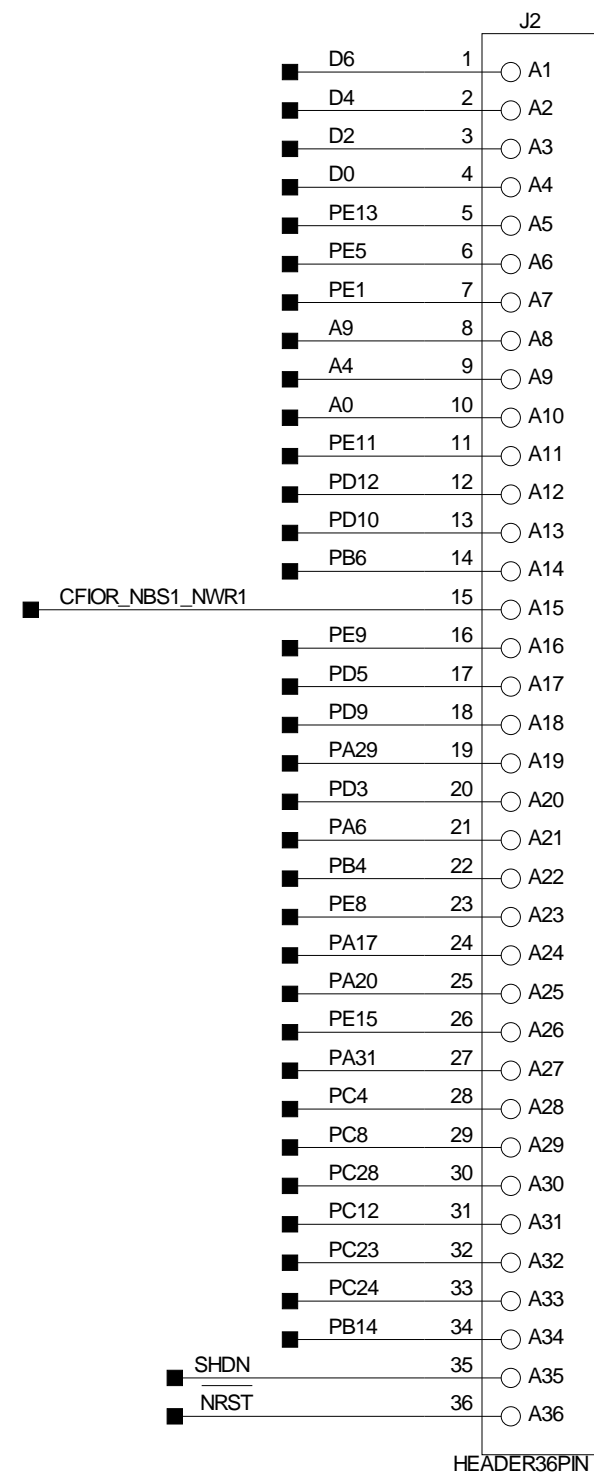 J2
D6 1 A1
D4 2 A2
D2 3 A3
D0 4 A4
PE13 5 A5
PE5 6 A6
PE1 7 A7
A9 8 A8
A4 9 A9
A0 10 A10
PE11 11 A11
PD12 12 A12
PD10 13 A13
PB6 14 A14
CFIOR_NBS1_NWR1 15 A15
PE9 16 A16
PD5 17 A17
PD9 18 A18
PA29 19 A19
PD3 20 A20
PA6 21 A21
PB4 22 A22
PE8 23 A23
PA17 24 A24
PA20 25 A25
PE15 26 A26
PA31 27 A27
PC4 28 A28
PC8 29 A29
PC28 30 A30
PC12 31 A31
PC23 32 A32
PC24 33 A33
PB14 34 A34
SHDN 35 A35
NRST 36 A36
HEADER36PIN